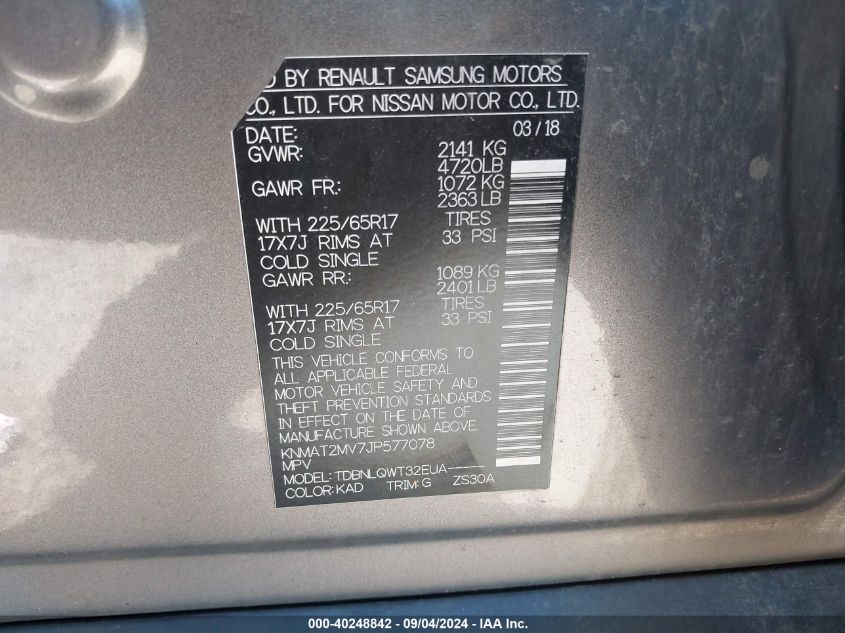 BY RENAULT SAMSUNG MOTORS
CO., LTD. FOR NISSAN MOTOR CO., LTD.
DATE: 03/18
GVWR: 2141 KG
4720LB
GAWR FR.: 1072 KG
2363 LB
WITH 225/65R17 TIRES
17X7J RIMS AT 33 PSI
COLD SINGLE
GAWR RR.: 1089 KG
2401 LB
WITH 225/65R17 TIRES
17X7J RIMS AT 33 PSI
COLD SINGLE
THIS VEHICLE CONFORMS TO
ALL APPLICABLE FEDERAL
MOTOR VEHICLE SAFETY AND
THEFT PREVENTION STANDARDS
IN EFFECT ON THE DATE OF
MANUFACTURE SHOWN ABOVE.
KNMAT2MV7JP577078
MPV
MODEL: TDBNLQWT32EUA-----
COLOR: KAD TRIM: G ZS30A
000-40248842 - 09/04/2024 - IAAI.com